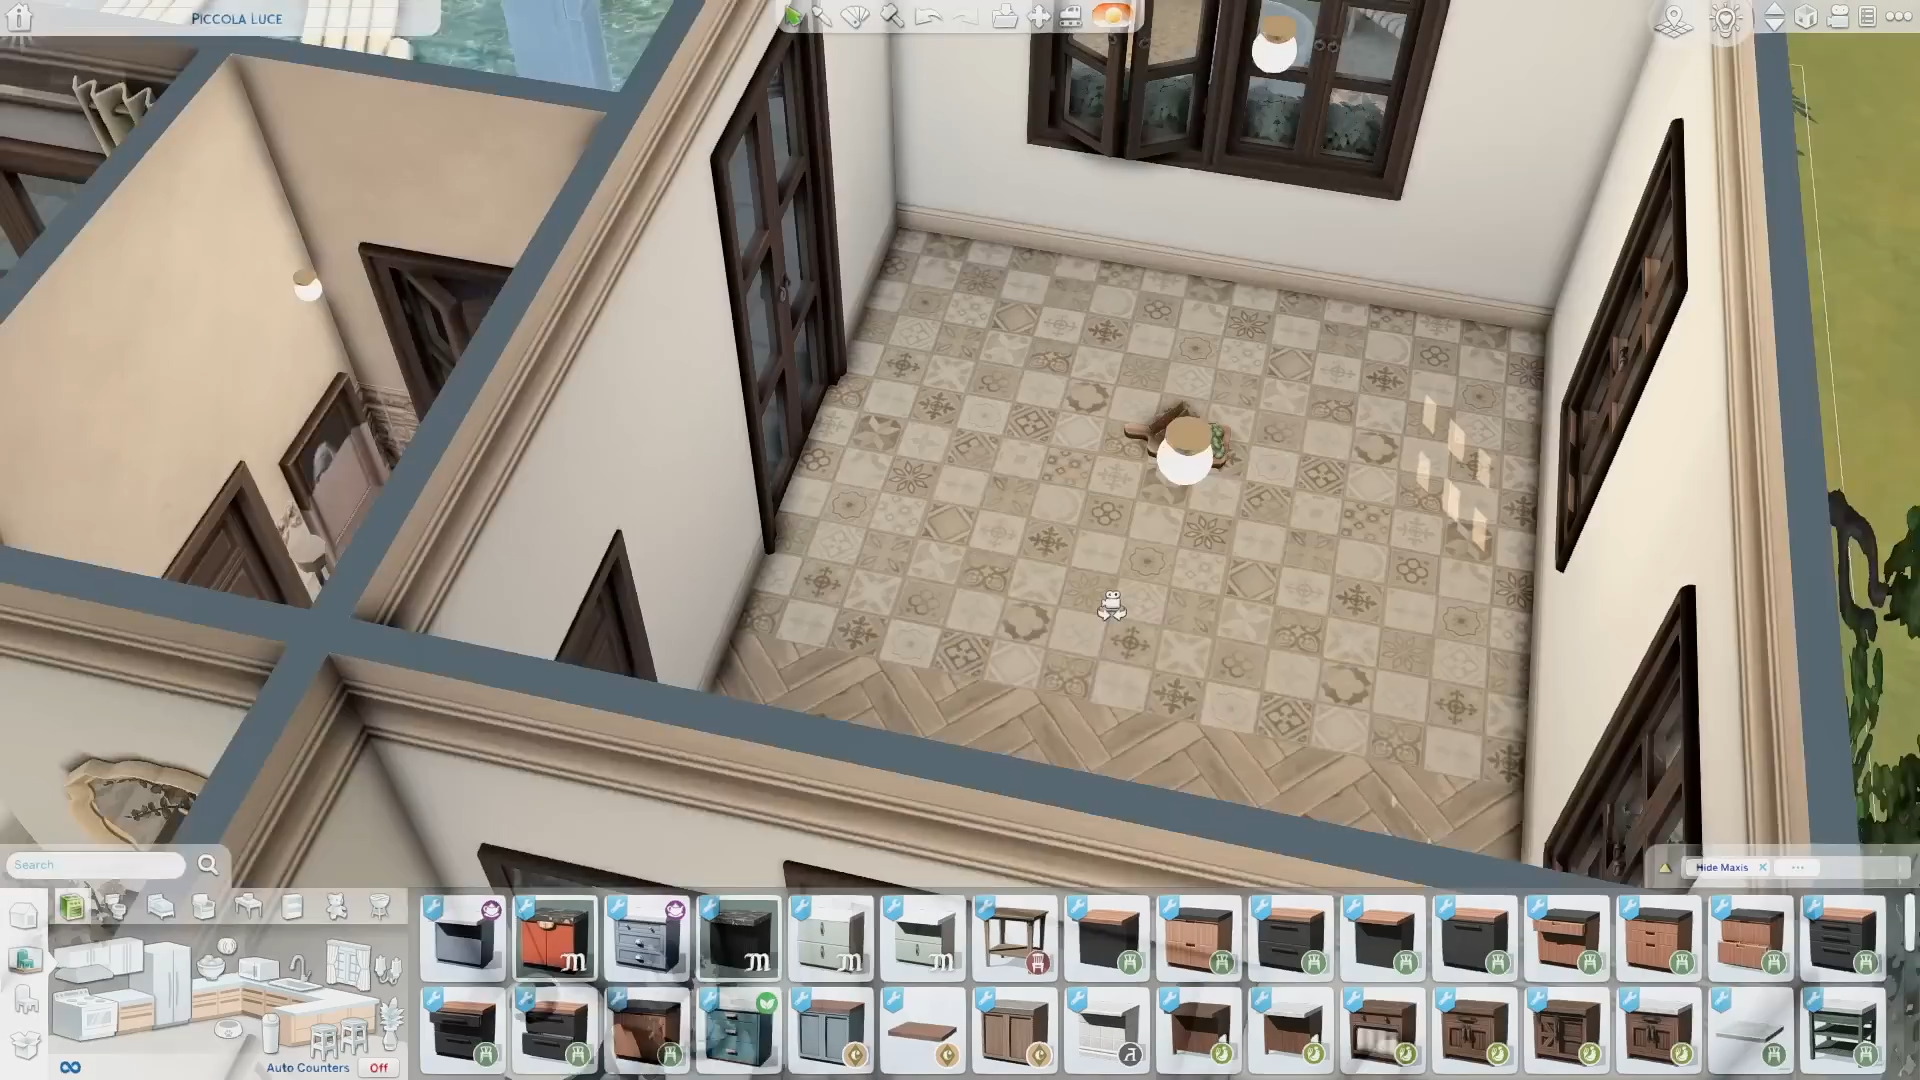 PICCOLA LUCE
Search
Hide Maxis
Auto Counters
Off